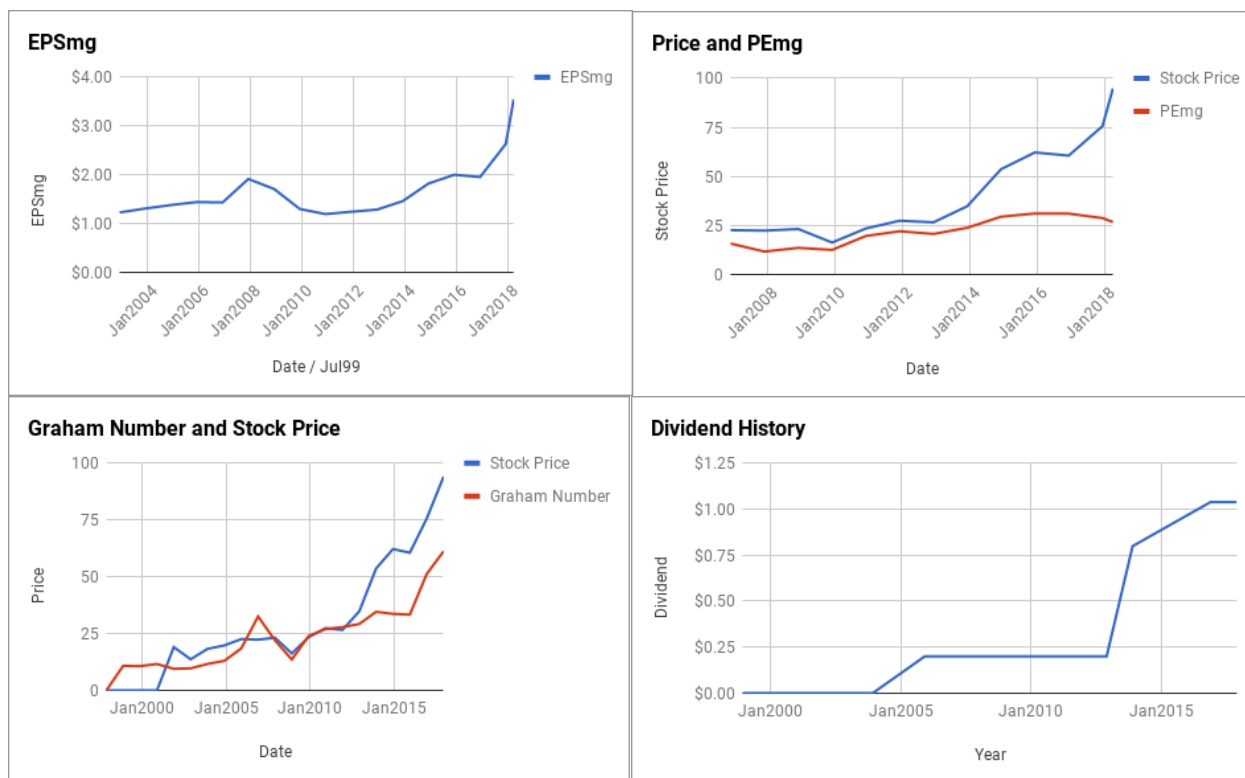 EPSmg
$4.00
$3.00
$2.00
$1.00
$0.00
EPSmg
EPSmg
Jan2004
Jan2006
Jan2008
Jan2010
Jan2012
Jan2014
Jan2016
Jan2018
Date / Jul99
Price and PEmg
100
75
50
25
0
Stock Price
Stock Price
PEmg
Jan2008
Jan2010
Jan2012
Jan2014
Jan2016
Jan2018
Date
Graham Number and Stock Price
100
75
50
25
0
Price
Stock Price
Graham Number
Jan2000
Jan2005
Jan2010
Jan2015
Date
Dividend History
$1.25
$1.00
$0.75
$0.50
$0.25
$0.00
Dividend
Jan2000
Jan2005
Jan2010
Jan2015
Year